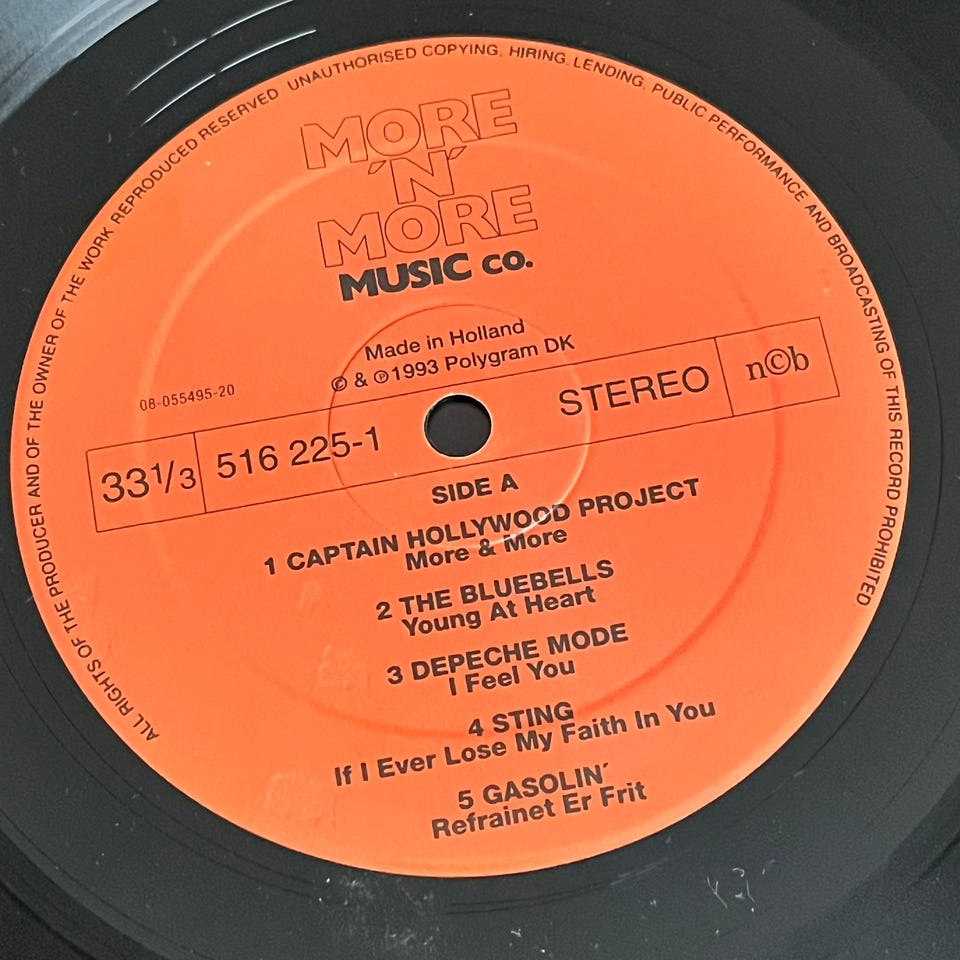 ALL RIGHTS OF THE PRODUCER AND OF THE OWNER OF THE WORK REPRODUCED RESERVED UNAUTHORISED COPYING, HIRING, LENDING, PUBLIC PERFORMANCE AND BROADCASTING OF THIS RECORD PROHIBITED
MORE
'N'
MORE
MUSIC CO.
Made in Holland
© & ℗ 1993 Polygram DK
08-055495-20
33⅓ 516 225-1 STEREO n©b
SIDE A
1 CAPTAIN HOLLYWOOD PROJECT
More & More
2 THE BLUEBELLS
Young At Heart
3 DEPECHE MODE
I Feel You
4 STING
If I Ever Lose My Faith In You
5 GASOLIN´
Refrainet Er Frit